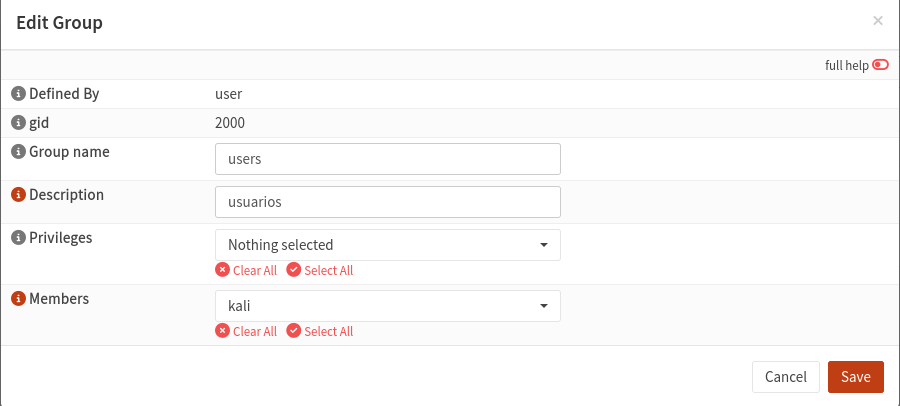 Edit Group
×
full help
Defined By user
gid 2000
Group name users
Description usuarios
Privileges Nothing selected
Clear All Select All
Members kali
Clear All Select All
Cancel Save